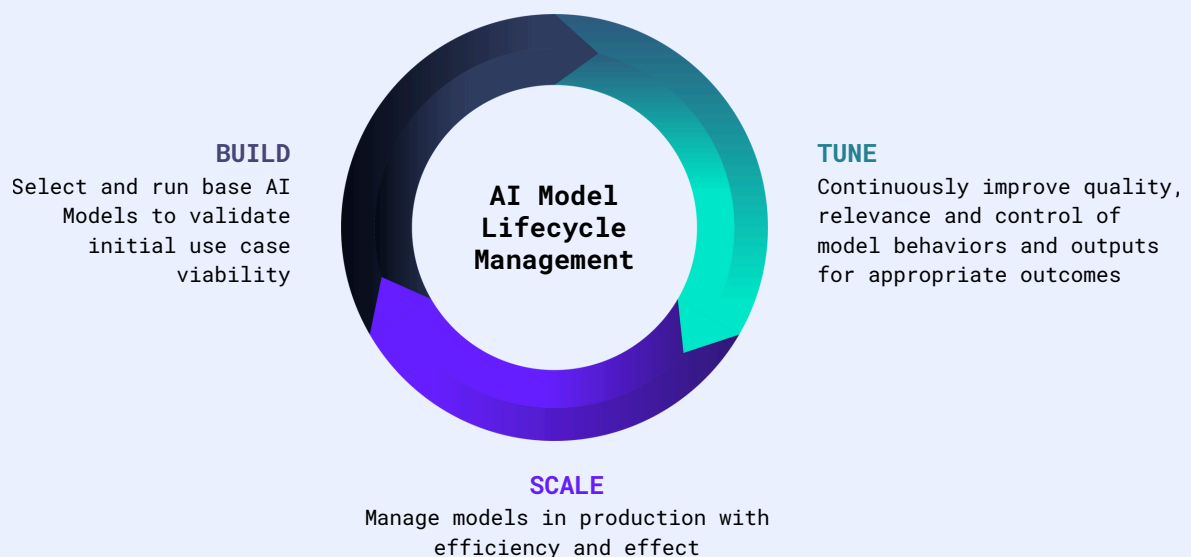 BUILD
Select and run base AI
Models to validate
initial use case
viability
AI Model
Lifecycle
Management
TUNE
Continuously improve quality,
relevance and control of
model behaviors and outputs
for appropriate outcomes
SCALE
Manage models in production with
efficiency and effect